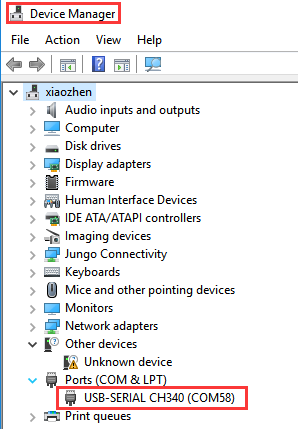 Device Manager
File Action View Help
xiaozhen
Audio inputs and outputs
Computer
Disk drives
Display adapters
Firmware
Human Interface Devices
IDE ATA/ATAPI controllers
Imaging devices
Jungo Connectivity
Keyboards
Mice and other pointing devices
Monitors
Network adapters
Other devices
Unknown device
Ports (COM & LPT)
USB-SERIAL CH340 (COM58)
Print queues